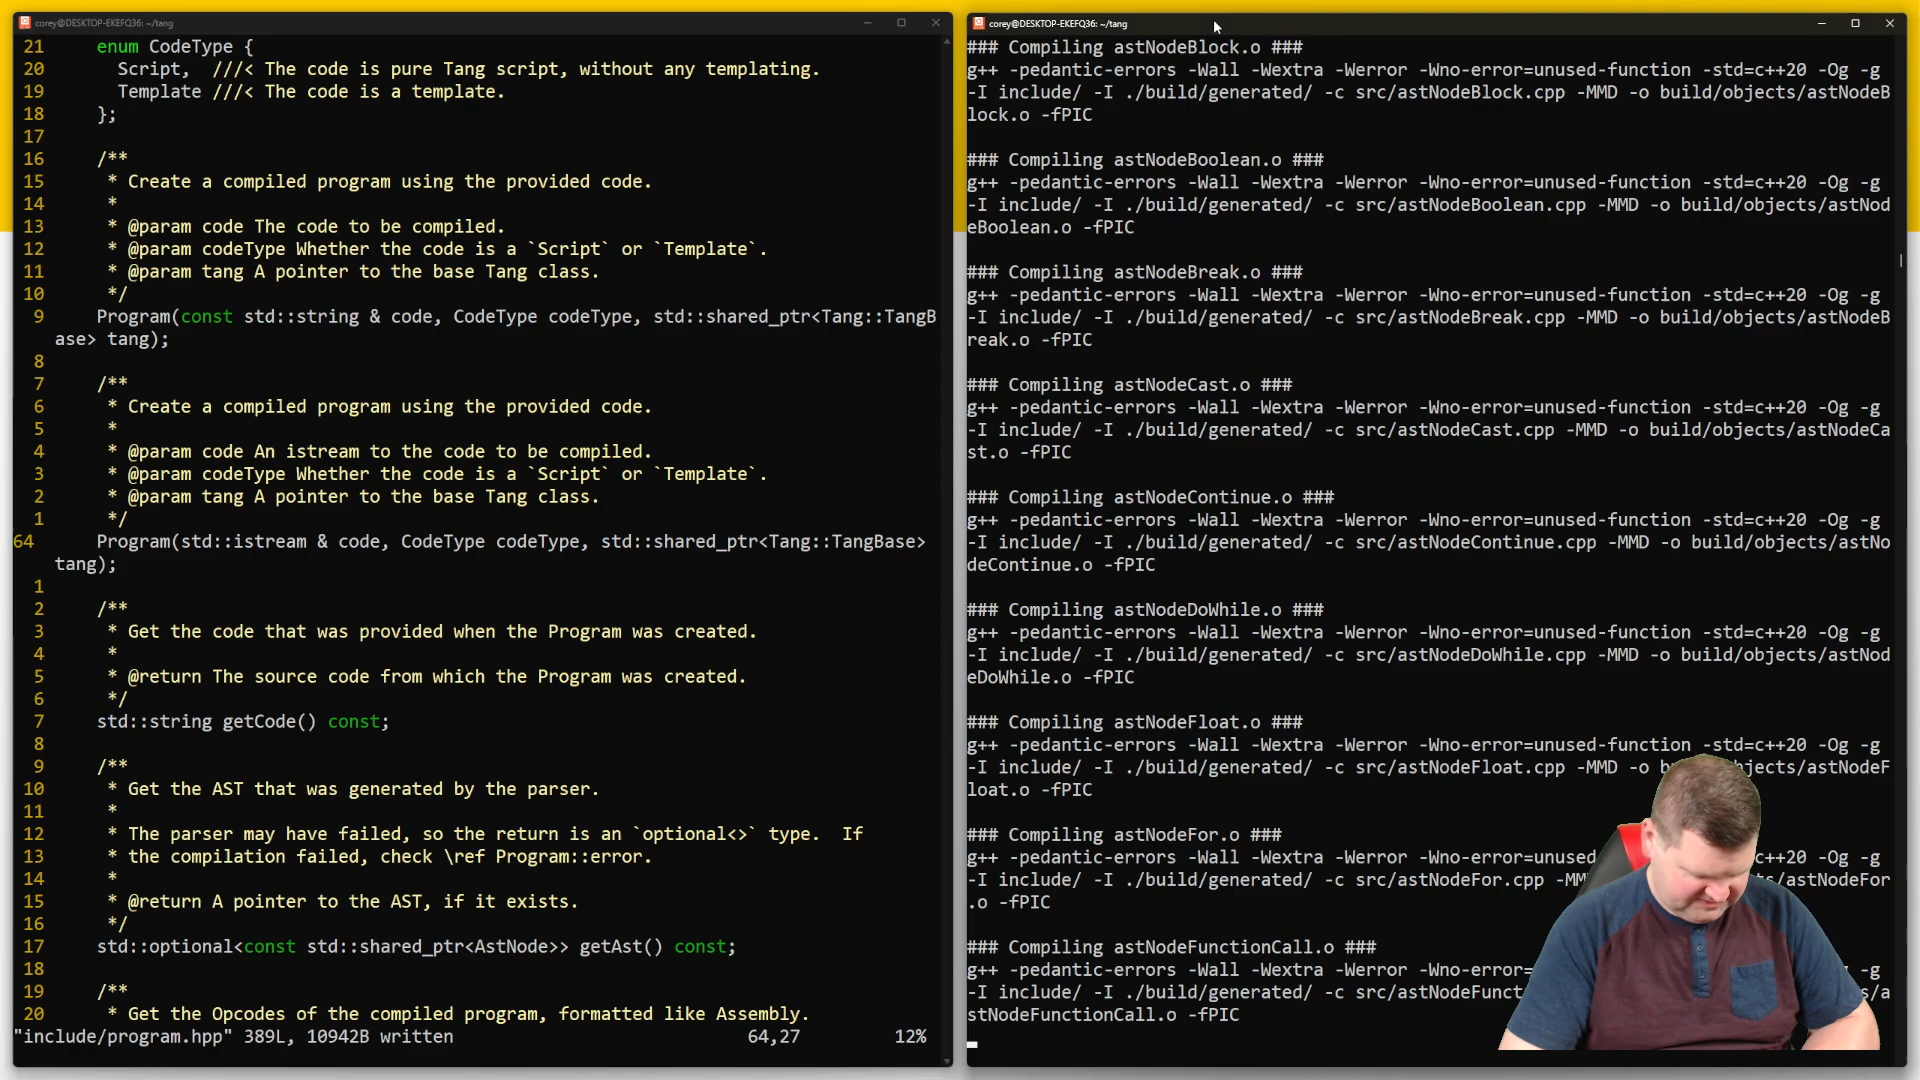 corey@DESKTOP-EKEFQ36: ~/tang
21 enum CodeType {
20 Script, ///< The code is pure Tang script, without any templating.
19 Template ///< The code is a template.
18 };
17
16 /**
15 * Create a compiled program using the provided code.
14 *
13 * @param code The code to be compiled.
12 * @param codeType Whether the code is a `Script` or `Template`.
11 * @param tang A pointer to the base Tang class.
10 */
9 Program(const std::string & code, CodeType codeType, std::shared_ptr<Tang::TangB
ase> tang);
8
7 /**
6 * Create a compiled program using the provided code.
5 *
4 * @param code An istream to the code to be compiled.
3 * @param codeType Whether the code is a `Script` or `Template`.
2 * @param tang A pointer to the base Tang class.
1 */
64 Program(std::istream & code, CodeType codeType, std::shared_ptr<Tang::TangBase>
tang);
1
2 /**
3 * Get the code that was provided when the Program was created.
4 *
5 * @return The source code from which the Program was created.
6 */
7 std::string getCode() const;
8
9 /**
10 * Get the AST that was generated by the parser.
11 *
12 * The parser may have failed, so the return is an `optional<>` type.  If
13 * the compilation failed, check \ref Program::error.
14 *
15 * @return A pointer to the AST, if it exists.
16 */
17 std::optional<const std::shared_ptr<AstNode>> getAst() const;
18
19 /**
20 * Get the Opcodes of the compiled program, formatted like Assembly.
"include/program.hpp" 389L, 10942B written 64,27 12%
corey@DESKTOP-EKEFQ36: ~/tang
### Compiling astNodeBlock.o ###
g++ -pedantic-errors -Wall -Wextra -Werror -Wno-error=unused-function -std=c++20 -Og -g
-I include/ -I ./build/generated/ -c src/astNodeBlock.cpp -MMD -o build/objects/astNodeB
lock.o -fPIC
### Compiling astNodeBoolean.o ###
g++ -pedantic-errors -Wall -Wextra -Werror -Wno-error=unused-function -std=c++20 -Og -g
-I include/ -I ./build/generated/ -c src/astNodeBoolean.cpp -MMD -o build/objects/astNod
eBoolean.o -fPIC
### Compiling astNodeBreak.o ###
g++ -pedantic-errors -Wall -Wextra -Werror -Wno-error=unused-function -std=c++20 -Og -g
-I include/ -I ./build/generated/ -c src/astNodeBreak.cpp -MMD -o build/objects/astNodeB
reak.o -fPIC
### Compiling astNodeCast.o ###
g++ -pedantic-errors -Wall -Wextra -Werror -Wno-error=unused-function -std=c++20 -Og -g
-I include/ -I ./build/generated/ -c src/astNodeCast.cpp -MMD -o build/objects/astNodeCa
st.o -fPIC
### Compiling astNodeContinue.o ###
g++ -pedantic-errors -Wall -Wextra -Werror -Wno-error=unused-function -std=c++20 -Og -g
-I include/ -I ./build/generated/ -c src/astNodeContinue.cpp -MMD -o build/objects/astNo
deContinue.o -fPIC
### Compiling astNodeDoWhile.o ###
g++ -pedantic-errors -Wall -Wextra -Werror -Wno-error=unused-function -std=c++20 -Og -g
-I include/ -I ./build/generated/ -c src/astNodeDoWhile.cpp -MMD -o build/objects/astNod
eDoWhile.o -fPIC
### Compiling astNodeFloat.o ###
g++ -pedantic-errors -Wall -Wextra -Werror -Wno-error=unused-function -std=c++20 -Og -g
-I include/ -I ./build/generated/ -c src/astNodeFloat.cpp -MMD -o b jects/astNodeF
loat.o -fPIC
### Compiling astNodeFor.o ###
g++ -pedantic-errors -Wall -Wextra -Werror -Wno-error=unused c++20 -Og -g
-I include/ -I ./build/generated/ -c src/astNodeFor.cpp -MM s/astNodeFor
.o -fPIC
### Compiling astNodeFunctionCall.o ###
g++ -pedantic-errors -Wall -Wextra -Werror -Wno-error= -g
-I include/ -I ./build/generated/ -c src/astNodeFunct s/a
stNodeFunctionCall.o -fPIC